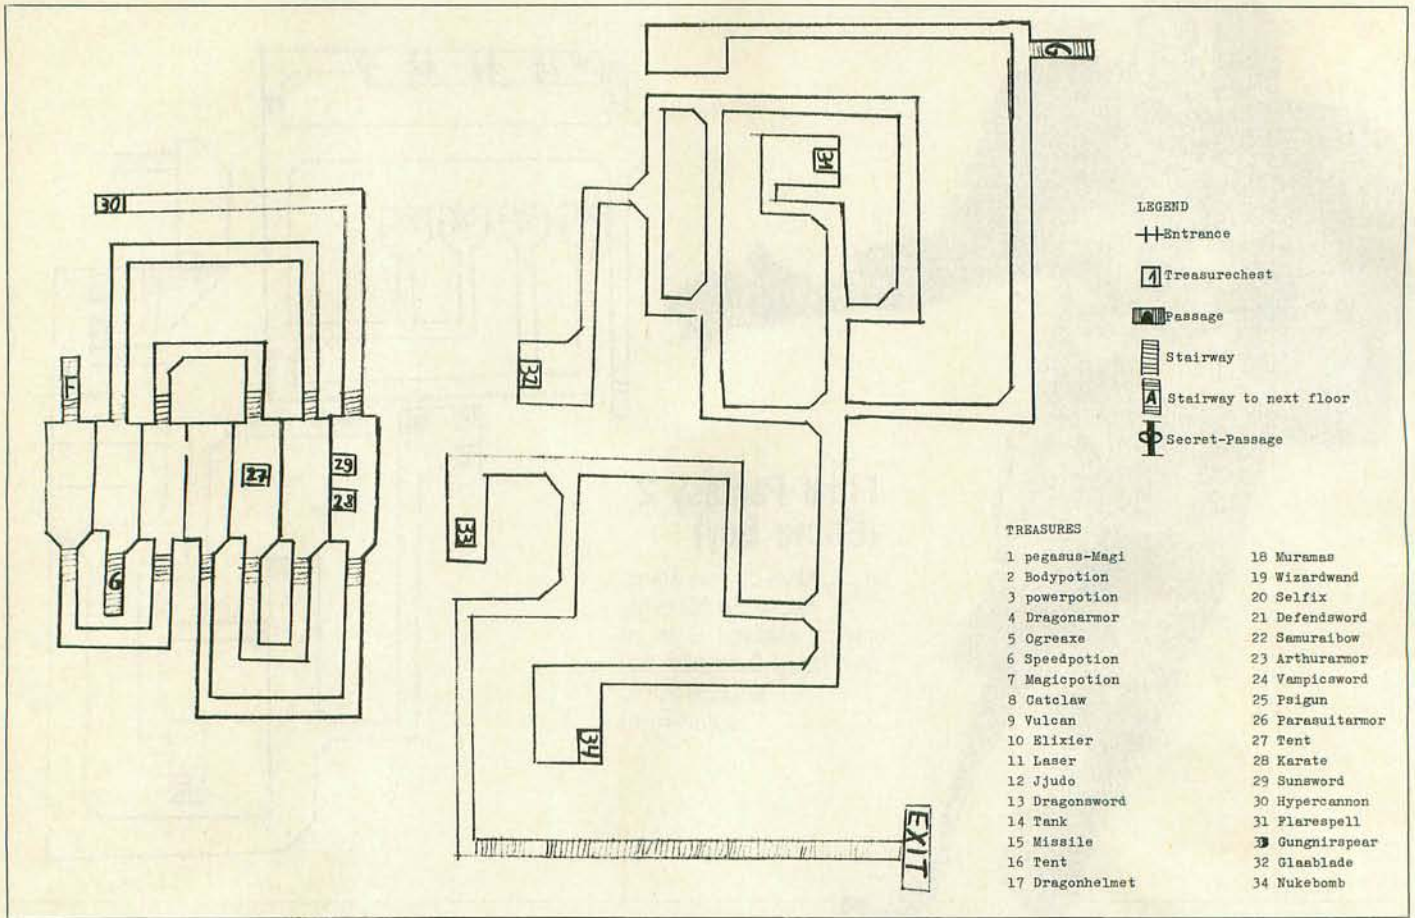 G
31
30
32
29
27
28
33
G
34
EXIT
LEGEND
Entrance
1 Treasurechest
Passage
Stairway
A Stairway to next floor
Secret-Passage
TREASURES
1 pegasus-Magi
2 Bodypotion
3 powerpotion
4 Dragonarmor
5 Ogreaxe
6 Speedpotion
7 Magicpotion
8 Catclaw
9 Vulcan
10 Elixier
11 Laser
12 Jjudo
13 Dragonsword
14 Tank
15 Missile
16 Tent
17 Dragonhelmet
18 Muramas
19 Wizardwand
20 Selfix
21 Defendsword
22 Samuraibow
23 Arthurarmor
24 Vampicsword
25 Psigun
26 Parasuitarmor
27 Tent
28 Karate
29 Sunsword
30 Hypercannon
31 Flarespell
Gungnirspear
32 Glasblade
34 Nukebomb